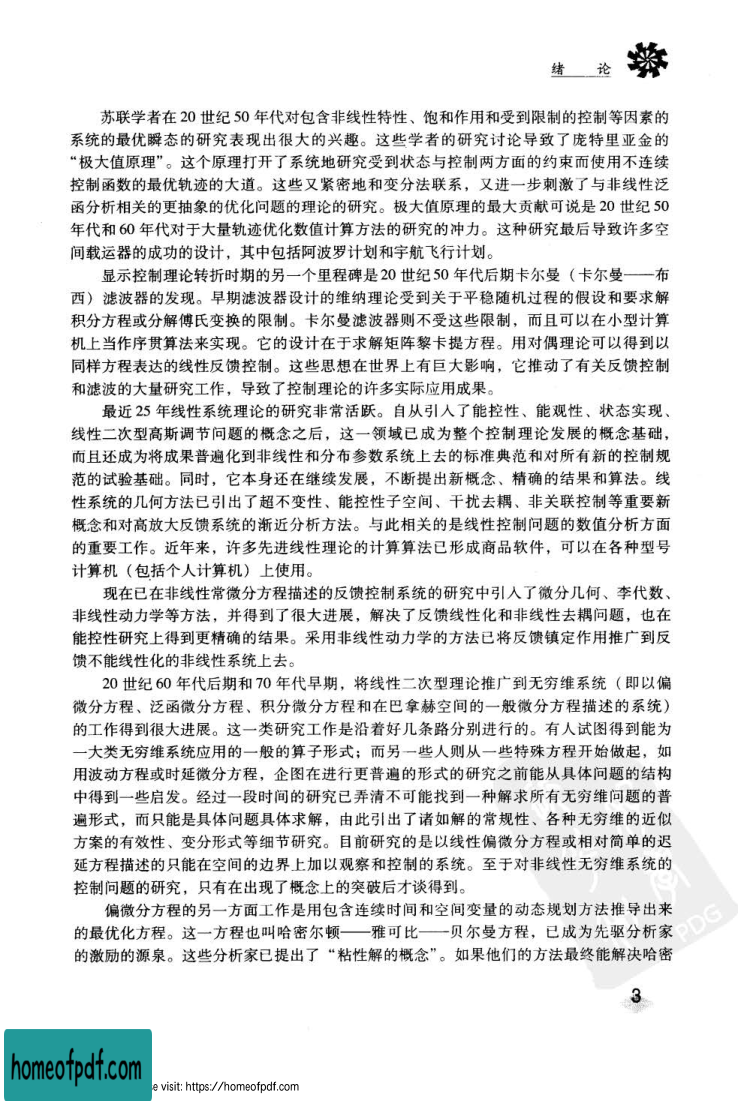 绪 论
苏联学者在 20 世纪 50 年代对包含非线性特性、饱和作用和受到限制的控制等因素的
系统的最优瞬态的研究表现出很大的兴趣。这些学者的研究讨论导致了庞特里亚金的
“极大值原理”。这个原理打开了系统地研究受到状态与控制两方面的约束而使用不连续
控制函数的最优轨迹的大道。这些又紧密地和变分法联系，又进一步刺激了与非线性泛
函分析相关的更抽象的优化问题的理论的研究。极大值原理的最大贡献可说是 20 世纪 50
年代和 60 年代对于大量轨迹优化数值计算方法的研究的冲力。这种研究最后导致许多空
间载运器的成功的设计，其中包括阿波罗计划和宇航飞行计划。
显示控制理论转折时期的另一个里程碑是 20 世纪 50 年代后期卡尔曼（卡尔曼——布
西）滤波器的发现。早期滤波器设计的维纳理论受到关于平稳随机过程的假设和要求解
积分方程或分解傅氏变换的限制。卡尔曼滤波器则不受这些限制，而且可以在小型计算
机上当作序贯算法来实现。它的设计在于求解矩阵黎卡提方程。用对偶理论可以得到以
同样方程表达的线性反馈控制。这些思想在世界上有巨大影响，它推动了有关反馈控制
和滤波的大量研究工作，导致了控制理论的许多实际应用成果。
最近 25 年线性系统理论的研究非常活跃。自从引入了能控性、能观性、状态实现、
线性二次型高斯调节问题的概念之后，这一领域已成为整个控制理论发展的概念基础，
而且还成为将成果普遍化到非线性和分布参数系统上去的标准典范和对所有新的控制规
范的试验基础。同时，它本身还在继续发展，不断提出新概念、精确的结果和算法。线
性系统的几何方法已引出了超不变性、能控性子空间、干扰去耦、非关联控制等重要新
概念和对高放大反馈系统的渐近分析方法。与此相关的是线性控制问题的数值分析方面
的重要工作。近年来，许多先进线性理论的计算算法已形成商品软件，可以在各种型号
计算机（包括个人计算机）上使用。
现在已在非线性常微分方程描述的反馈控制系统的研究中引入了微分几何、李代数、
非线性动力学等方法，并得到了很大进展，解决了反馈线性化和非线性去耦问题，也在
能控性研究上得到更精确的结果。采用非线性动力学的方法已将反馈镇定作用推广到反
馈不能线性化的非线性系统上去。
20 世纪 60 年代后期和 70 年代早期，将线性二次型理论推广到无穷维系统（即以偏
微分方程、泛函微分方程、积分微分方程和在巴拿赫空间的一般微分方程描述的系统）
的工作得到很大进展。这一类研究工作是沿着好几条路分别进行的。有人试图得到能为
一大类无穷维系统应用的一般的算子形式；而另一些人则从一些特殊方程开始做起，如
用波动方程或时延微分方程，企图在进行更普遍的形式的研究之前能从具体问题的结构
中得到一些启发。经过一段时间的研究已弄清不可能找到一种解求所有无穷维问题的普
遍形式，而只能是具体问题具体求解，由此引出了诸如解的常规性、各种无穷维的近似
方案的有效性、变分形式等细节研究。目前研究的是以线性偏微分方程或相对简单的迟
延方程描述的只能在空间的边界上加以观察和控制的系统。至于对非线性无穷维系统的
控制问题的研究，只有在出现了概念上的突破后才谈得到。
偏微分方程的另一方面工作是用包含连续时间和空间变量的动态规划方法推导出来
的最优化方程。这一方程也叫哈密尔顿——雅可比——贝尔曼方程，已成为先驱分析家
的激励的源泉。这些分析家已提出了“粘性解的概念”。如果他们的方法最终能解决哈密
PDG
3
homeofpdf.com
e visit: https://homeofpdf.com